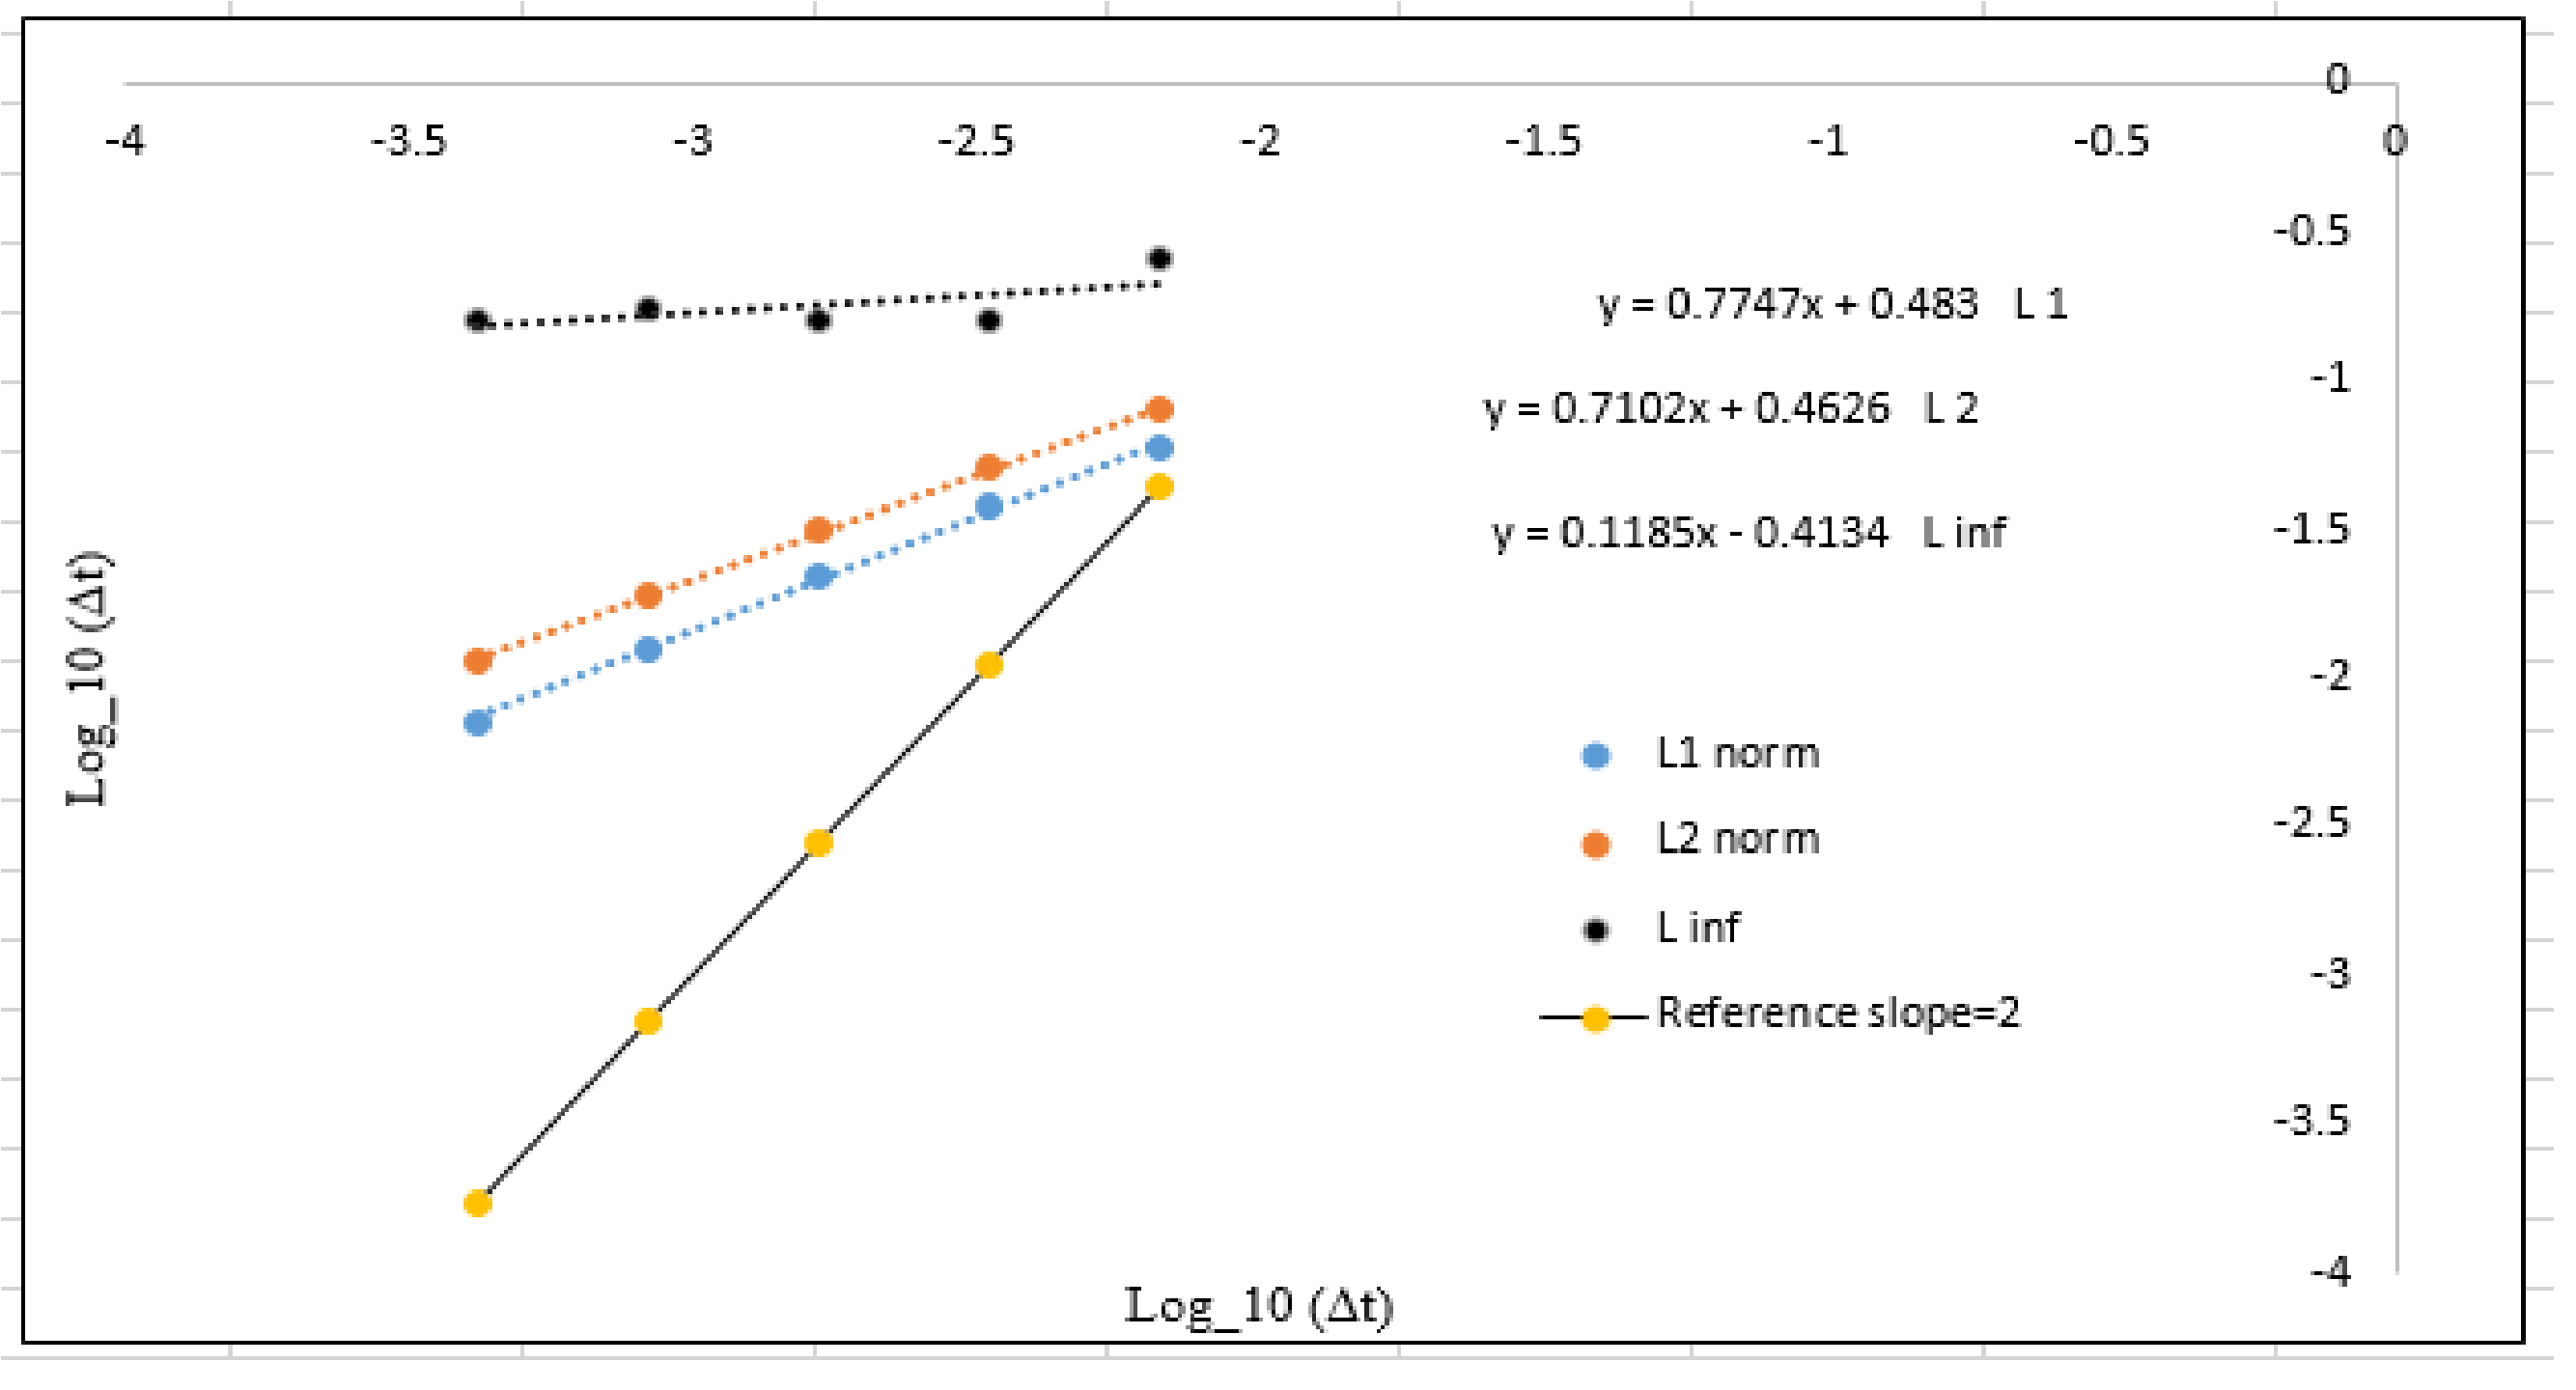 0
-4 -3.5 -3 -2.5 -2 -1.5 -1 -0.5 0
-0.5
y = 0.7747x + 0.483 L 1
-1
y = 0.7102x + 0.4626 L 2
y = 0.1185x - 0.4134 L inf
-1.5
Log_10 (Δt)
-2
L1 norm
-2.5
L2 norm
L inf
-3
Reference slope=2
-3.5
-4
Log_10 (Δt)